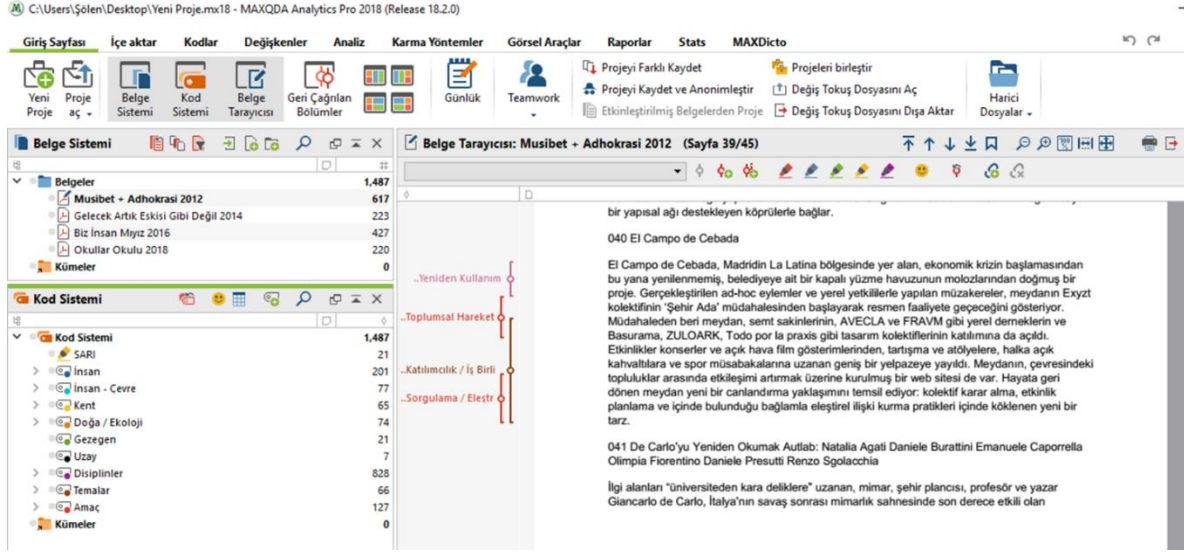 C:\Users\Şölen\Desktop\Yeni Proje.mx18 - MAXQDA Analytics Pro 2018 (Release 18.2.0)
Giriş Sayfası İçe aktar Kodlar Değişkenler Analiz Karma Yöntemler Görsel Araçlar Raporlar Stats MAXDicto
Yeni Proje
Proje aç
Belge Sistemi
Kod Sistemi
Belge Tarayıcısı
Geri Çağrılan Bölümler
Günlük
Teamwork
Projeyi Farklı Kaydet
Projeyi Kaydet ve Anonimleştir
Etkinleştirilmiş Belgelerden Proje
Projeleri birleştir
Değiş Tokuş Dosyasını Aç
Değiş Tokuş Dosyasını Dışa Aktar
Harici Dosyalar
Belge Sistemi
Belgeler 1,487
Musibet + Adhokrasi 2012 617
Gelecek Artık Eskisi Gibi Değil 2014 223
Biz İnsan Mıyız 2016 427
Okullar Okulu 2018 220
Kümeler 0
Kod Sistemi
Kod Sistemi 1,487
SARI 21
İnsan 201
İnsan - Çevre 77
Kent 65
Doğa / Ekoloji 74
Gezegen 21
Uzay 7
Disiplinler 828
Temalar 66
Amaç 127
Kümeler 0
Belge Tarayıcısı: Musibet + Adhokrasi 2012 (Sayfa 39/45)
..Yeniden Kullanım
..Toplumsal Hareket
..Katılımcılık / İş Birli
..Sorgulama / Eleştr
bir yapısal ağı destekleyen köprülerle bağlar.
040 El Campo de Cebada
El Campo de Cebada, Madridin La Latina bölgesinde yer alan, ekonomik krizin başlamasından
bu yana yenilenmemiş, belediyeye ait bir kapalı yüzme havuzunun molozlarından doğmuş bir
proje. Gerçekleştirilen ad-hoc eylemler ve yerel yetkililerle yapılan müzakereler, meydanın Exyzt
kolektifinin 'Şehir Ada' müdahalesinden başlayarak resmen faaliyete geçeceğini gösteriyor.
Müdahaleden beri meydan, semt sakinlerinin, AVECLA ve FRAVM gibi yerel derneklerin ve
Basurama, ZULOARK, Todo por la praxis gibi tasarım kolektiflerinin katılımına da açıldı.
Etkinlikler konserler ve açık hava film gösterimlerinden, tartışma ve atölyelere, halka açık
kahvaltılara ve spor müsabakalarına uzanan geniş bir yelpazeye yayıldı. Meydanın, çevresindeki
topluluklar arasında etkileşimi artırmak üzerine kurulmuş bir web sitesi de var. Hayata geri
dönen meydan yeni bir canlandırma yaklaşımını temsil ediyor: kolektif karar alma, etkinlik
planlama ve içinde bulunduğu bağlamla eleştirel ilişki kurma pratikleri içinde köklenen yeni bir
tarz.
041 De Carlo'yu Yeniden Okumak Autlab: Natalia Agati Daniele Burattini Emanuele Caporrella
Olimpia Fiorentino Daniele Presutti Renzo Sgolacchia
İlgi alanları "üniversiteden kara deliklere" uzanan, mimar, şehir plancısı, profesör ve yazar
Giancarlo de Carlo, İtalya'nın savaş sonrası mimarlık sahnesinde son derece etkili olan